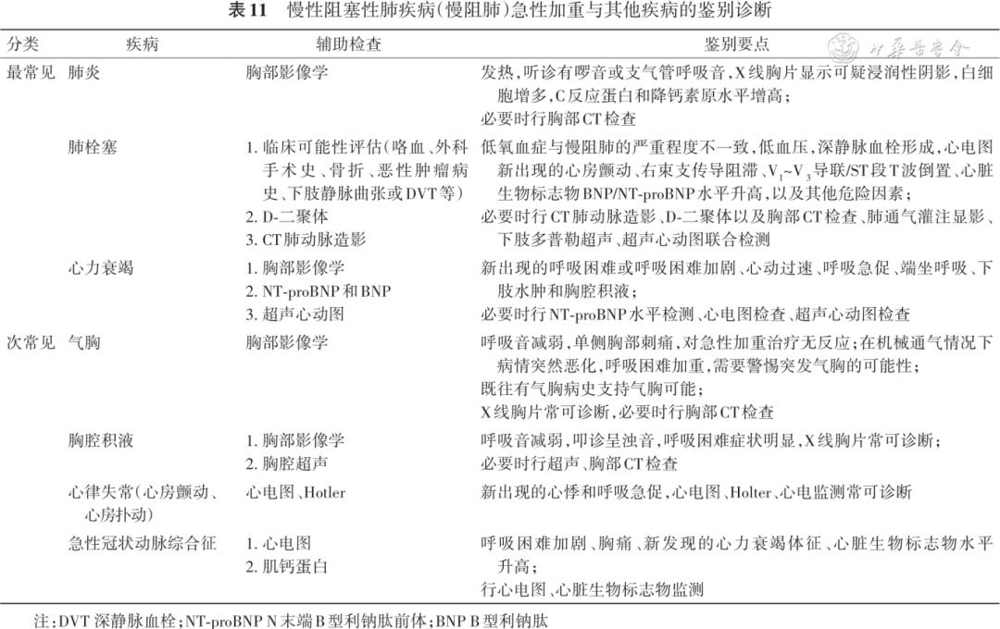 表11 慢性阻塞性肺疾病(慢阻肺)急性加重与其他疾病的鉴别诊断
分类 疾病 辅助检查 鉴别要点
中华医学会
最常见 肺炎 胸部影像学 发热,听诊有啰音或支气管呼吸音,X线胸片显示可疑浸润性阴影,白细
胞增多,C反应蛋白和降钙素原水平增高;
必要时行胸部CT检查
肺栓塞 1. 临床可能性评估(咯血、外科 低氧血症与慢阻肺的严重程度不一致,低血压,深静脉血栓形成,心电图
手术史、骨折、恶性肿瘤病 新出现的心房颤动、右束支传导阻滞、V1~V3导联/ST段T波倒置、心脏
史、下肢静脉曲张或DVT等) 生物标志物BNP/NT-proBNP水平升高,以及其他危险因素;
2. D-二聚体 必要时行CT肺动脉造影、D-二聚体以及胸部CT检查、肺通气灌注显影、
3. CT肺动脉造影 下肢多普勒超声、超声心动图联合检测
心力衰竭 1. 胸部影像学 新出现的呼吸困难或呼吸困难加剧、心动过速、呼吸急促、端坐呼吸、下
2. NT-proBNP和BNP 肢水肿和胸腔积液;
3. 超声心动图 必要时行NT-proBNP水平检测、心电图检查、超声心动图检查
次常见 气胸 胸部影像学 呼吸音减弱,单侧胸部刺痛,对急性加重治疗无反应;在机械通气情况下
病情突然恶化,呼吸困难加重,需要警惕突发气胸的可能性;
既往有气胸病史支持气胸可能;
X线胸片常可诊断,必要时行胸部CT检查
胸腔积液 1. 胸部影像学 呼吸音减弱,叩诊呈浊音,呼吸困难症状明显,X线胸片常可诊断;
2. 胸腔超声 必要时行超声、胸部CT检查
心律失常(心房颤动、 心电图、Hotler 新出现的心悸和呼吸急促,心电图、Holter、心电监测常可诊断
心房扑动)
急性冠状动脉综合征 1. 心电图 呼吸困难加剧、胸痛、新发现的心力衰竭体征、心脏生物标志物水平
2. 肌钙蛋白 升高;
行心电图、心脏生物标志物监测
注:DVT 深静脉血栓;NT-proBNP N末端B型利钠肽前体;BNP B型利钠肽